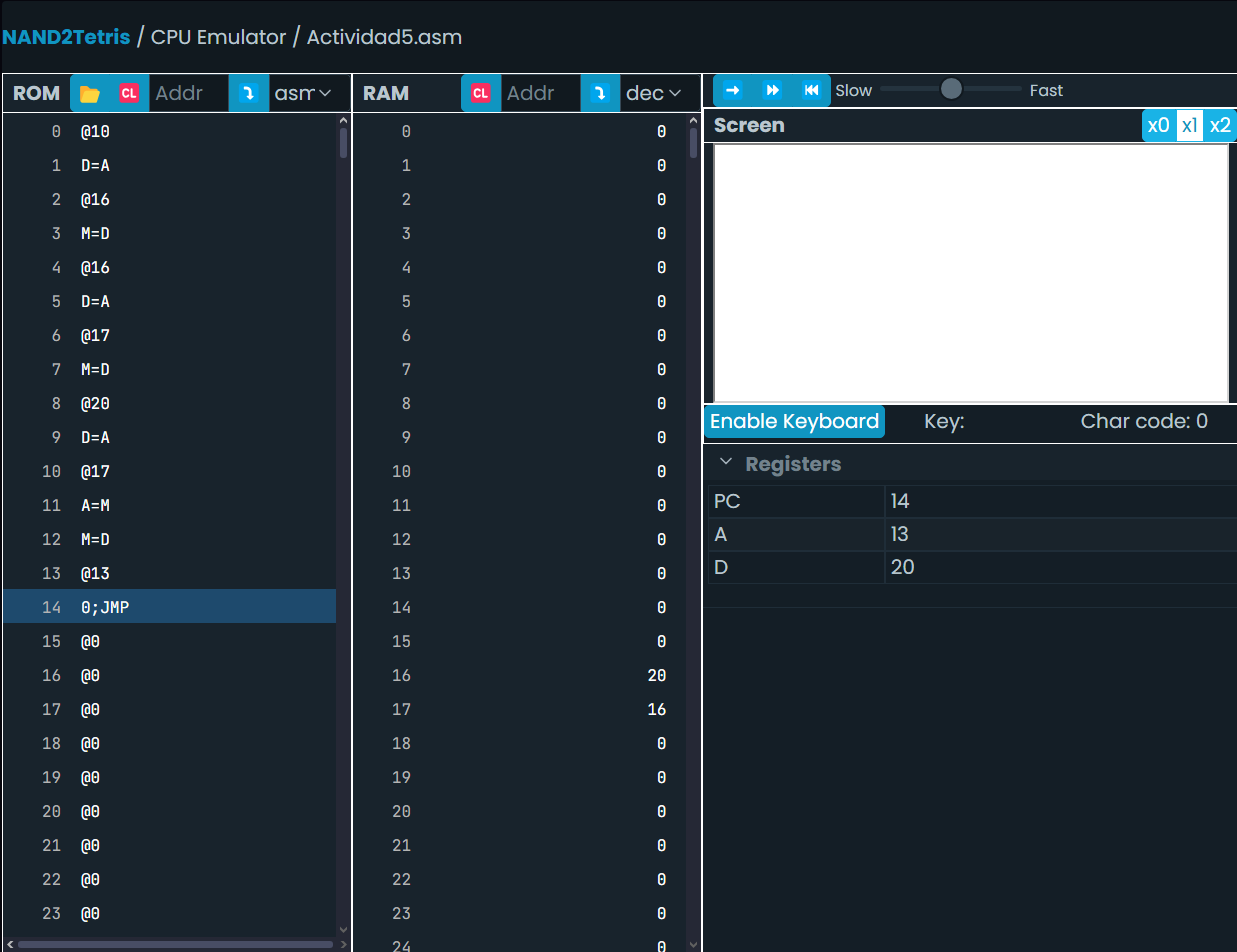 NAND2Tetris / CPU Emulator / Actividad5.asm
ROM CL Addr asm
0 @10
1 D=A
2 @16
3 M=D
4 @16
5 D=A
6 @17
7 M=D
8 @20
9 D=A
10 @17
11 A=M
12 M=D
13 @13
14 0;JMP
15 @0
16 @0
17 @0
18 @0
19 @0
20 @0
21 @0
22 @0
23 @0
RAM CL Addr dec
0 0
1 0
2 0
3 0
4 0
5 0
6 0
7 0
8 0
9 0
10 0
11 0
12 0
13 0
14 0
15 0
16 20
17 16
18 0
19 0
20 0
21 0
22 0
23 0
24 0
Slow Fast
Screen x0 x1 x2
Enable Keyboard Key: Char code: 0
Registers
PC 14
A 13
D 20